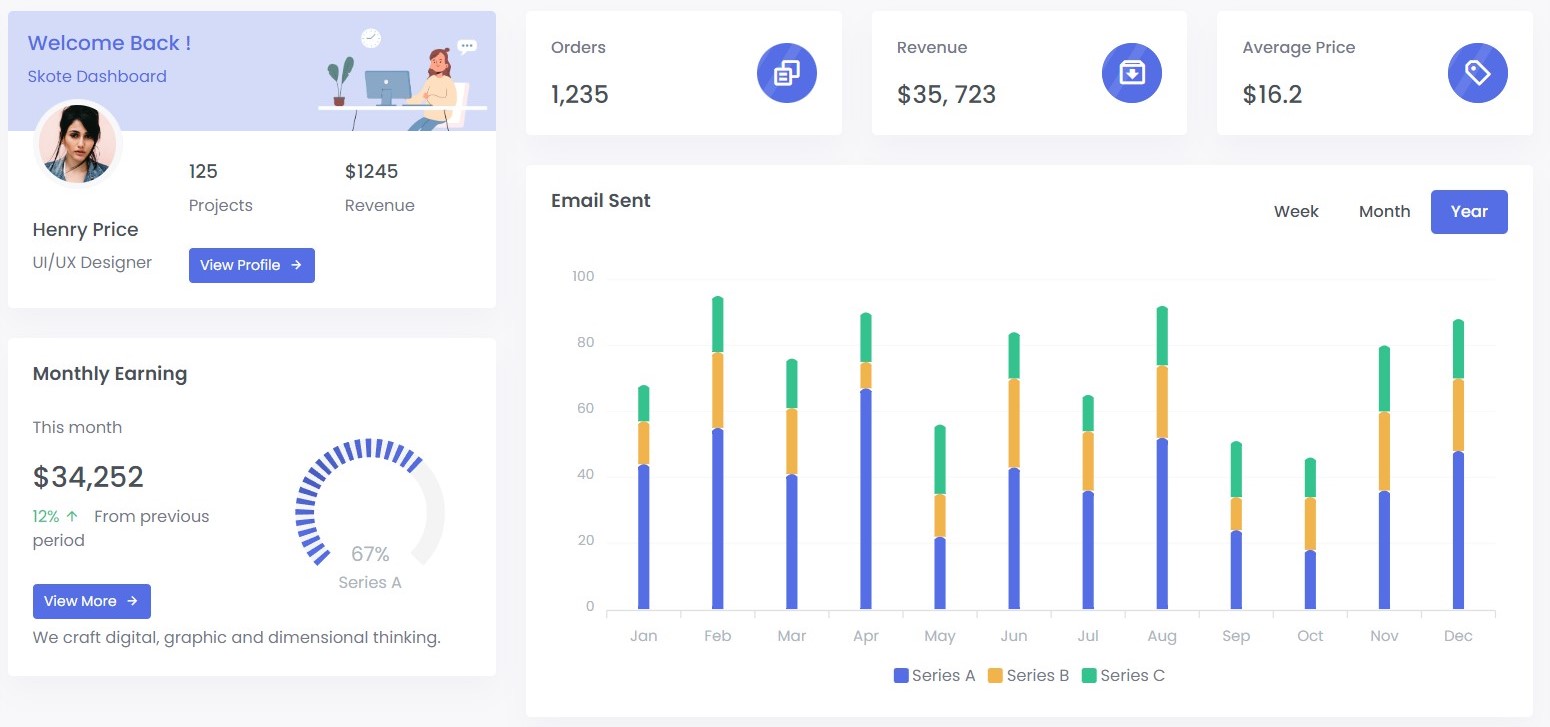 Welcome Back !
Skote Dashboard
125
$1245
Projects
Revenue
Henry Price
UI/UX Designer
View Profile →
Monthly Earning
This month
$34,252
12% ↑ From previous
period
67%
Series A
View More →
We craft digital, graphic and dimensional thinking.
Orders
1,235
Revenue
$35, 723
Average Price
$16.2
Email Sent
Week Month Year
100
80
60
40
20
0
Jan Feb Mar Apr May Jun Jul Aug Sep Oct Nov Dec
Series A Series B Series C